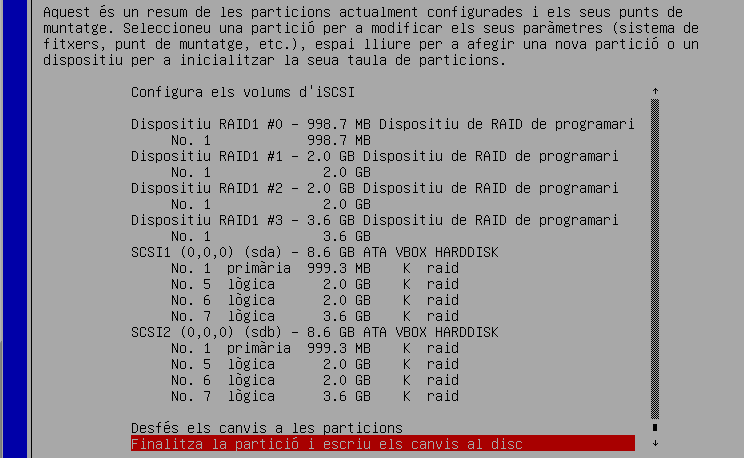 Aquest és un resum de les particions actualment configurades i els seus punts de
muntatge. Seleccioneu una partició per a modificar els seus paràmetres (sistema de
fitxers, punt de muntatge, etc.), espai lliure per a afegir una nova partició o un
dispositiu per a inicialitzar la seua taula de particions.
Configura els volums d'iSCSI
Dispositiu RAID1 #0 - 998.7 MB Dispositiu de RAID de programari
No. 1 998.7 MB
Dispositiu RAID1 #1 - 2.0 GB Dispositiu de RAID de programari
No. 1 2.0 GB
Dispositiu RAID1 #2 - 2.0 GB Dispositiu de RAID de programari
No. 1 2.0 GB
Dispositiu RAID1 #3 - 3.6 GB Dispositiu de RAID de programari
No. 1 3.6 GB
SCSI1 (0,0,0) (sda) - 8.6 GB ATA VBOX HARDDISK
No. 1 primària 999.3 MB K raid
No. 5 lògica 2.0 GB K raid
No. 6 lògica 2.0 GB K raid
No. 7 lògica 3.6 GB K raid
SCSI2 (0,0,0) (sdb) - 8.6 GB ATA VBOX HARDDISK
No. 1 primària 999.3 MB K raid
No. 5 lògica 2.0 GB K raid
No. 6 lògica 2.0 GB K raid
No. 7 lògica 3.6 GB K raid
Desfés els canvis a les particions
Finalitza la partició i escriu els canvis al disc